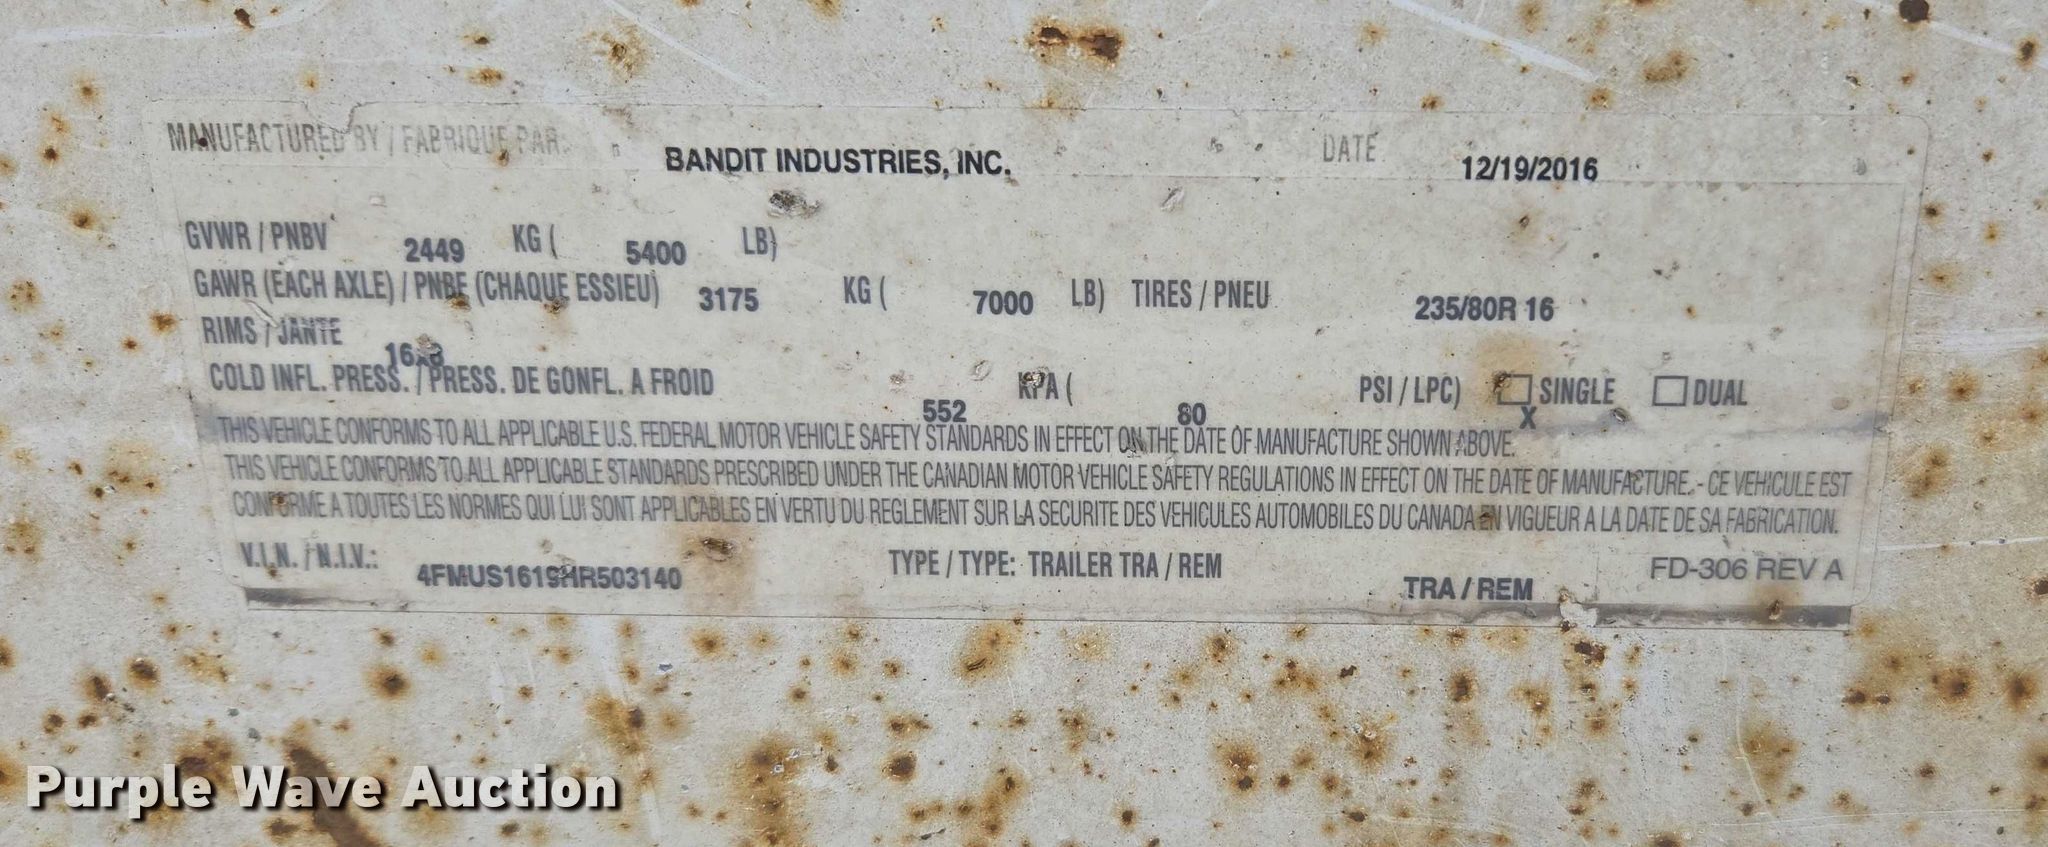 MANUFACTURED BY / FABRIQUE PAR: BANDIT INDUSTRIES, INC. DATE 12/19/2016
GVWR / PNBV 2449 KG ( 5400 LB)
GAWR (EACH AXLE) / PNBE (CHAQUE ESSIEU) 3175 KG ( 7000 LB) TIRES / PNEU 235/80R 16
RIMS / JANTE 16x8
COLD INFL. PRESS. / PRESS. DE GONFL. A FROID 552 KPA ( 80 PSI / LPC) X SINGLE DUAL
THIS VEHICLE CONFORMS TO ALL APPLICABLE U.S. FEDERAL MOTOR VEHICLE SAFETY STANDARDS IN EFFECT ON THE DATE OF MANUFACTURE SHOWN ABOVE.
THIS VEHICLE CONFORMS TO ALL APPLICABLE STANDARDS PRESCRIBED UNDER THE CANADIAN MOTOR VEHICLE SAFETY REGULATIONS IN EFFECT ON THE DATE OF MANUFACTURE. - CE VEHICULE EST
CONFORME A TOUTES LES NORMES QUI LUI SONT APPLICABLES EN VERTU DU REGLEMENT SUR LA SECURITE DES VEHICULES AUTOMOBILES DU CANADA EN VIGUEUR A LA DATE DE SA FABRICATION.
V.I.N. / N.I.V.: 4FMUS1619HR503140 TYPE / TYPE: TRAILER TRA / REM TRA / REM FD-306 REV A
Purple Wave Auction